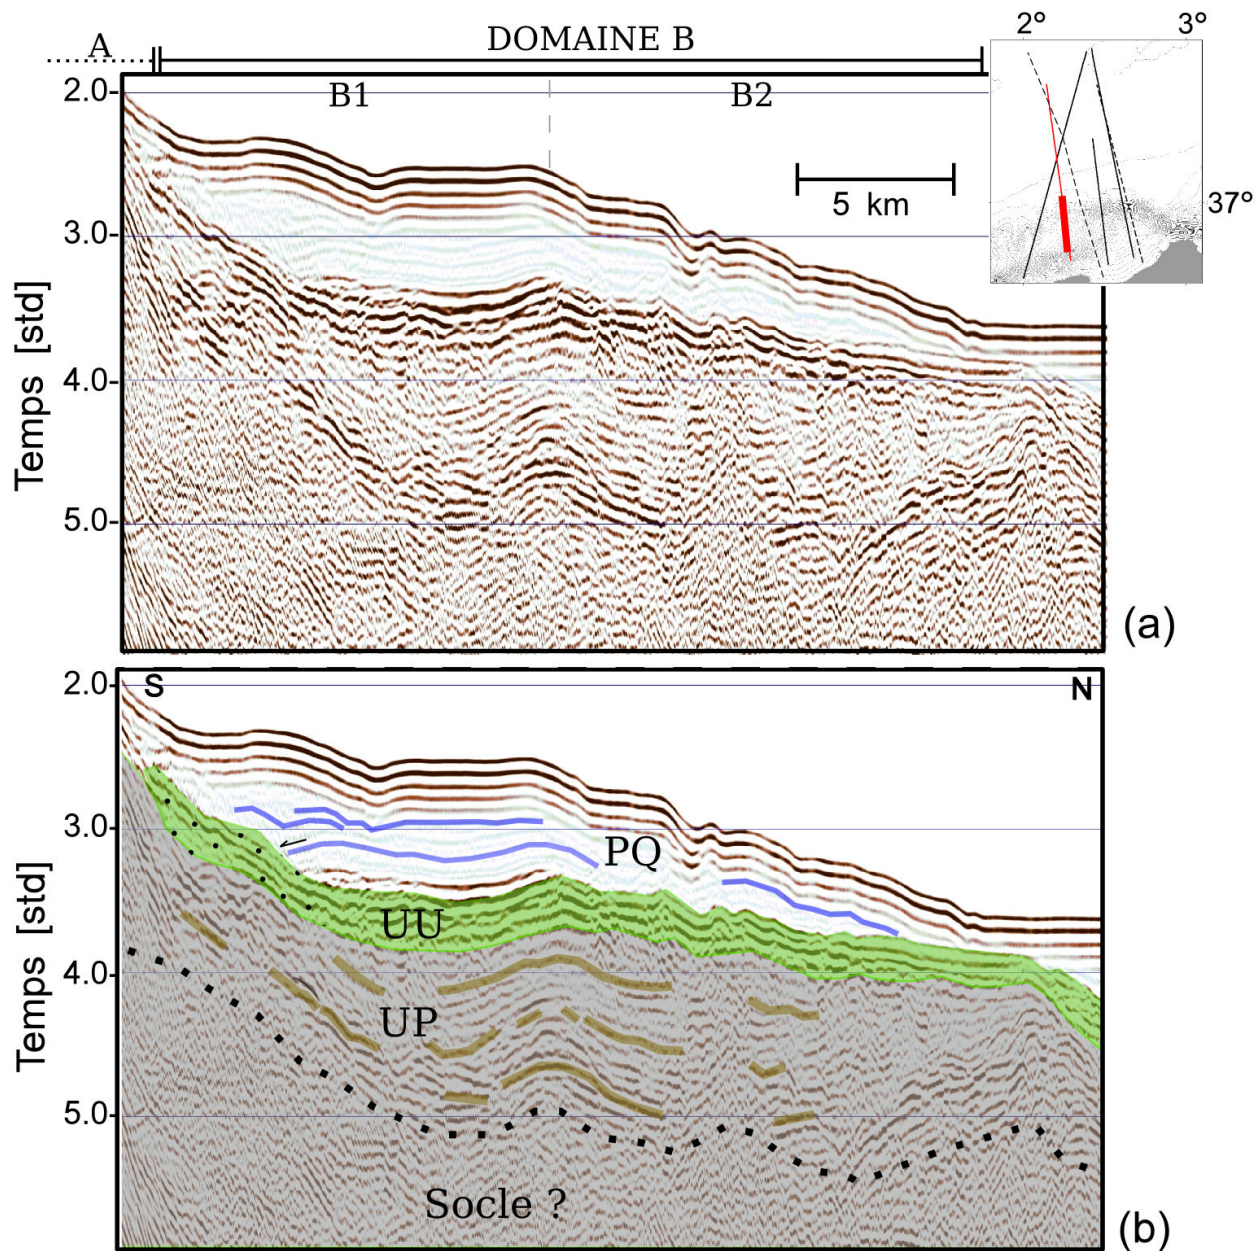 (a)
A
DOMAINE B
2° 3°
B1 B2
2.0
5 km
37°
3.0
4.0
5.0
Temps [std]
(a)
S N
2.0
3.0
PQ
UU
4.0
UP
5.0
Temps [std]
Socle ?
(b)